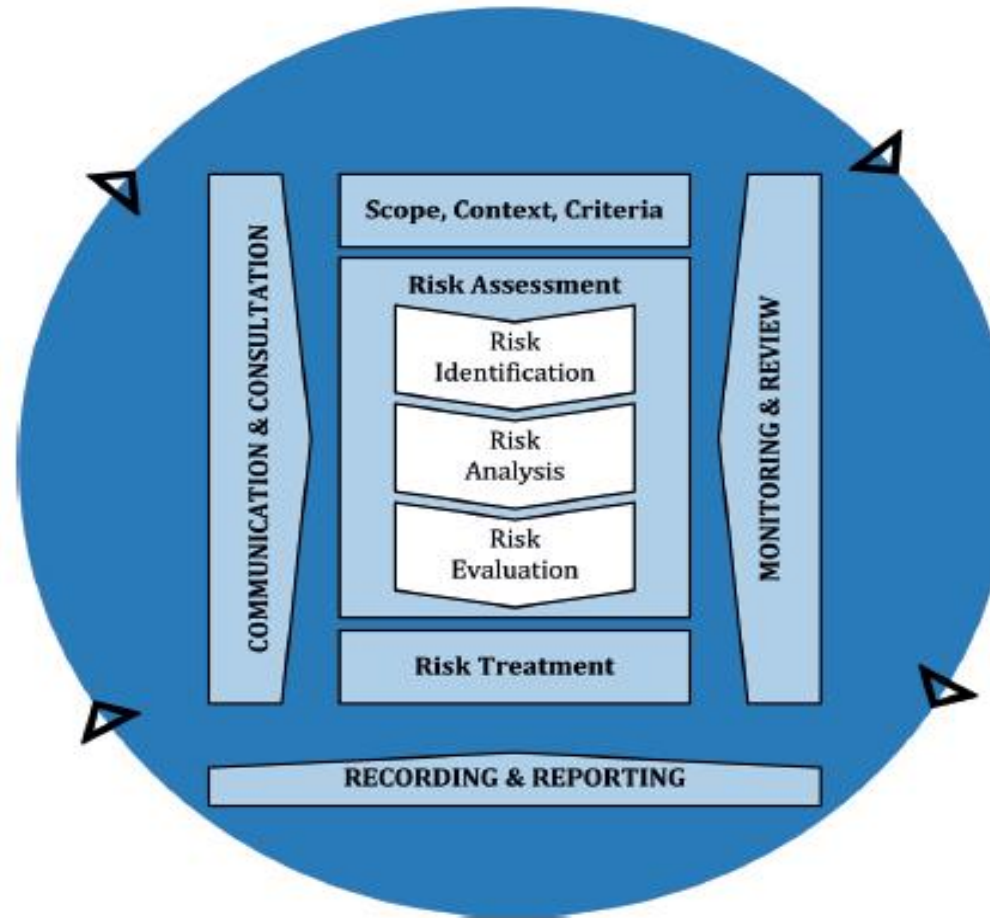 Scope, Context, Criteria
Risk Assessment
Risk
Identification
Risk
Analysis
Risk
Evaluation
Risk Treatment
COMMUNICATION & CONSULTATION
MONITORING & REVIEW
RECORDING & REPORTING